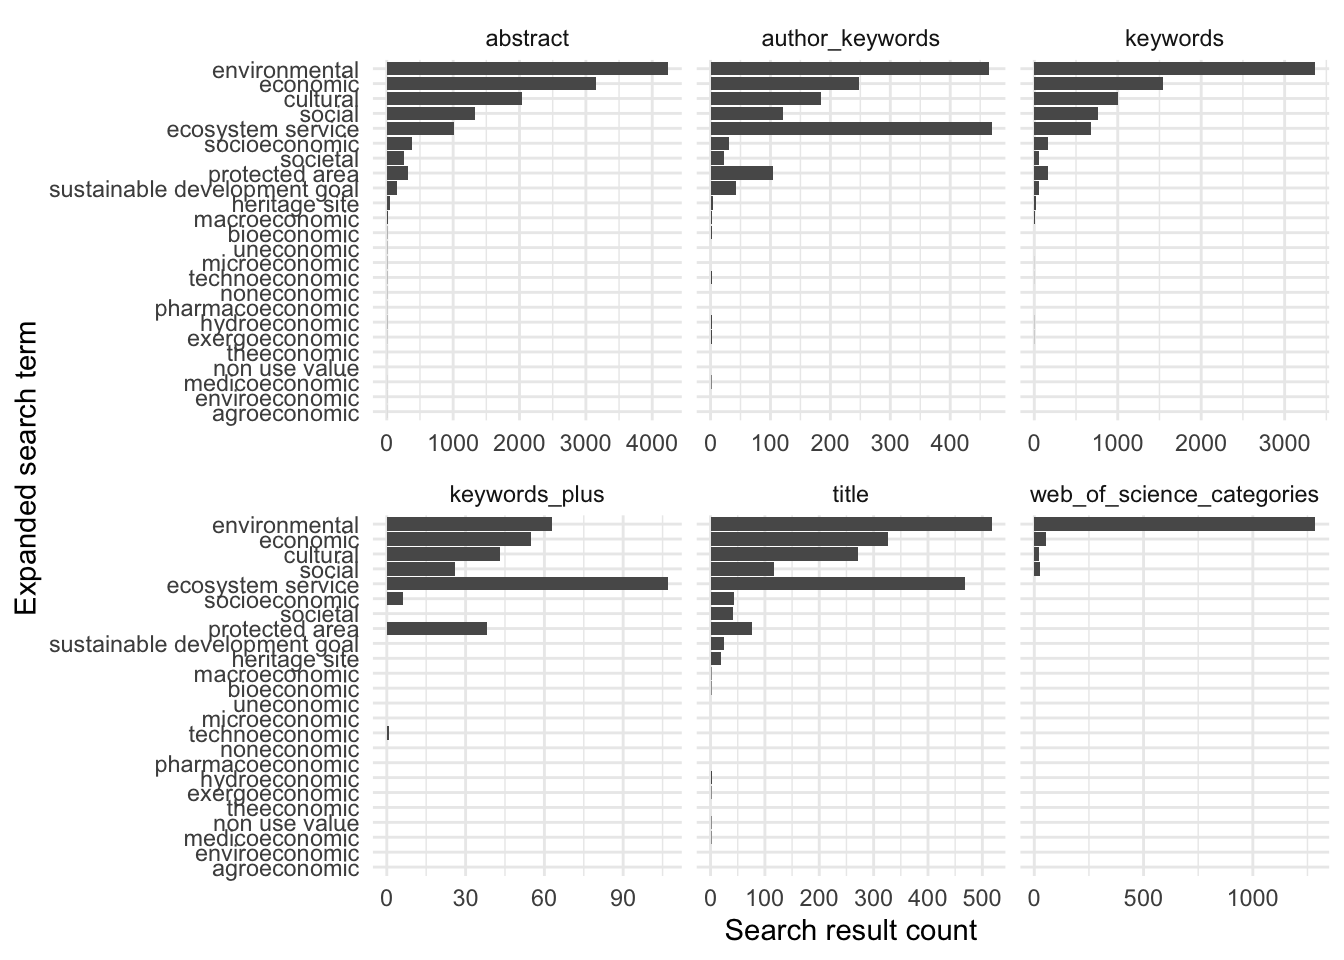 abstract author_keywords keywords
environmental
economic
cultural
social
ecosystem service
socioeconomic
societal
protected area
sustainable development goal
heritage site
macroeconomic
bioeconomic
uneconomic
microeconomic
technoeconomic
noneconomic
pharmacoeconomic
hydroeconomic
exergoeconomic
theeconomic
non use value
medicoeconomic
enviroeconomic
agroeconomic
0 1000 2000 3000 4000 0 100 200 300 400 0 1000 2000 3000
Expanded search term
keywords_plus title web_of_science_categories
environmental
economic
cultural
social
ecosystem service
socioeconomic
societal
protected area
sustainable development goal
heritage site
macroeconomic
bioeconomic
uneconomic
microeconomic
technoeconomic
noneconomic
pharmacoeconomic
hydroeconomic
exergoeconomic
theeconomic
non use value
medicoeconomic
enviroeconomic
agroeconomic
0 30 60 90 0 100 200 300 400 500 0 500 1000
Search result count